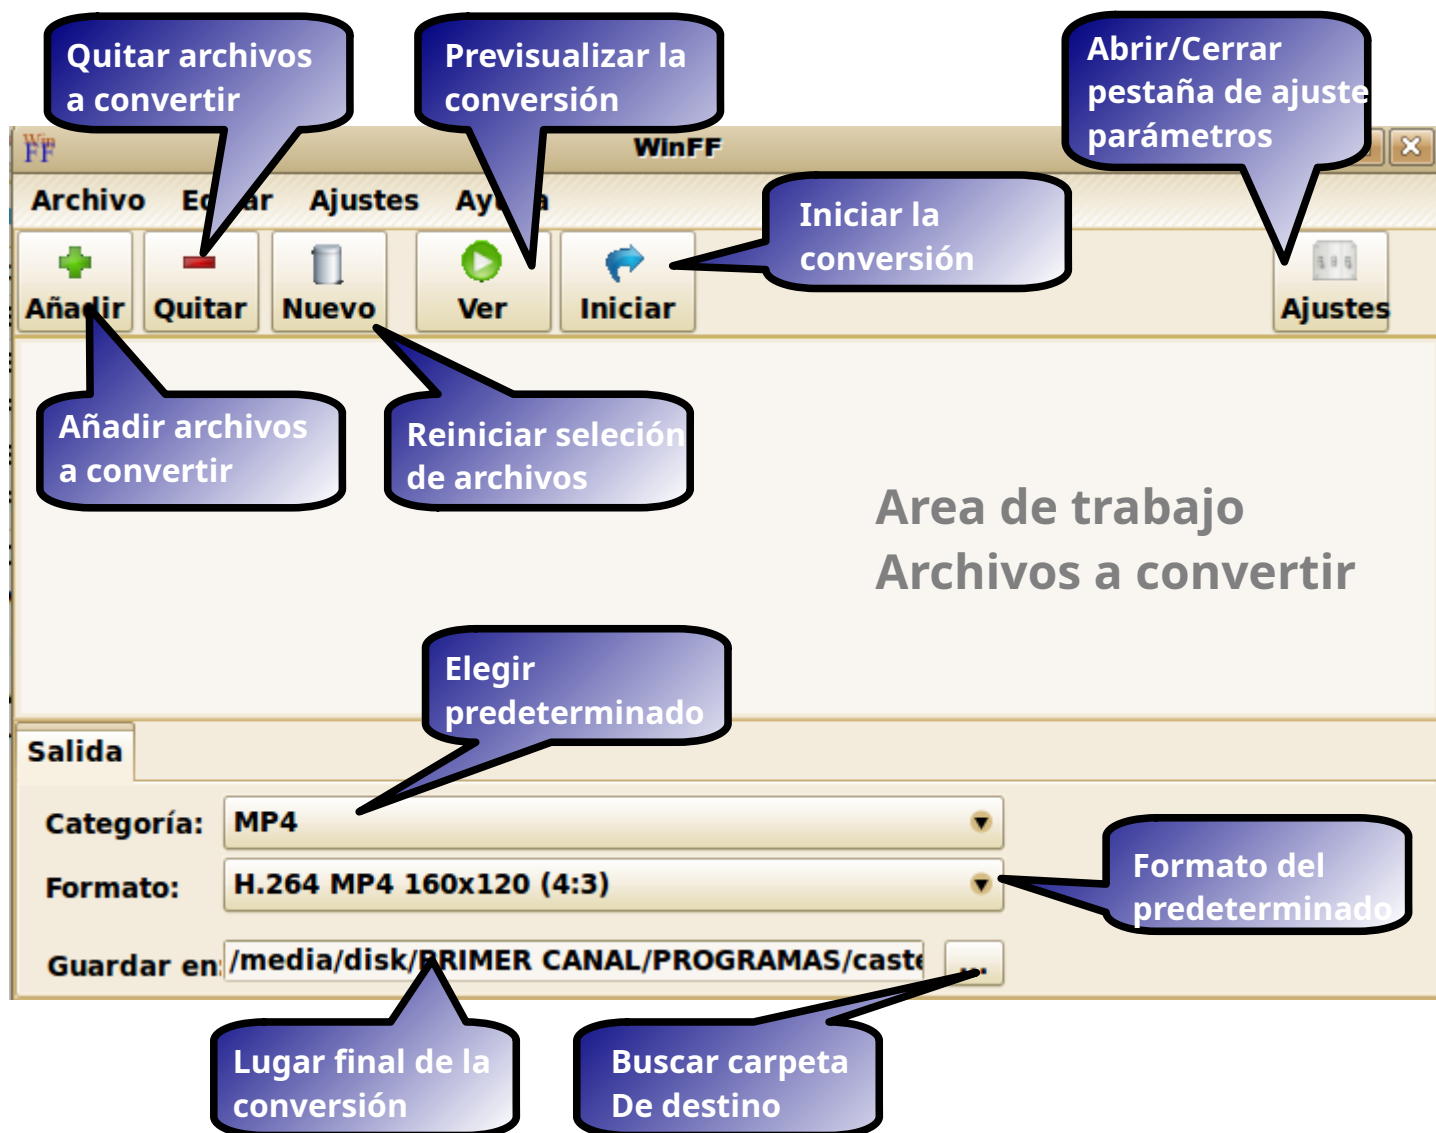 Quitar archivos
a convertir
Previsualizar la
conversión
Abrir/Cerrar
pestaña de ajuste
parámetros
Win
FF
WinFF
Archivo Ajustes
Iniciar la
conversión
Añadir Quitar Nuevo Ver Iniciar Ajustes
Añadir archivos
a convertir
Reiniciar seleción
de archivos
Area de trabajo
Archivos a convertir
Elegir
predeterminado
Salida
Categoría: MP4
Formato: H.264 MP4 160x120 (4:3)
Formato del
predeterminado
Guardar en: /media/disk/PRIMER CANAL/PROGRAMAS/caste ...
Lugar final de la
conversión
Buscar carpeta
De destino